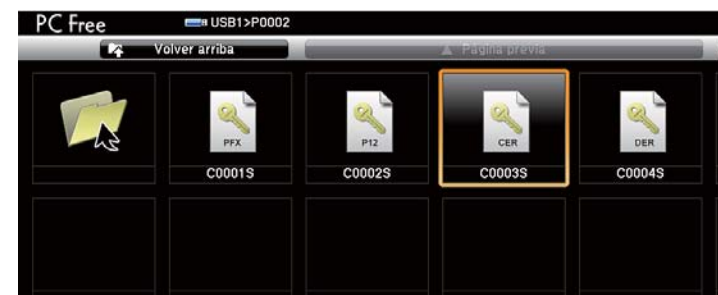 PC Free USB1>P0002
Volver arriba Página previa
PFX P12 CER DER
C0001S C0002S C0003S C0004S